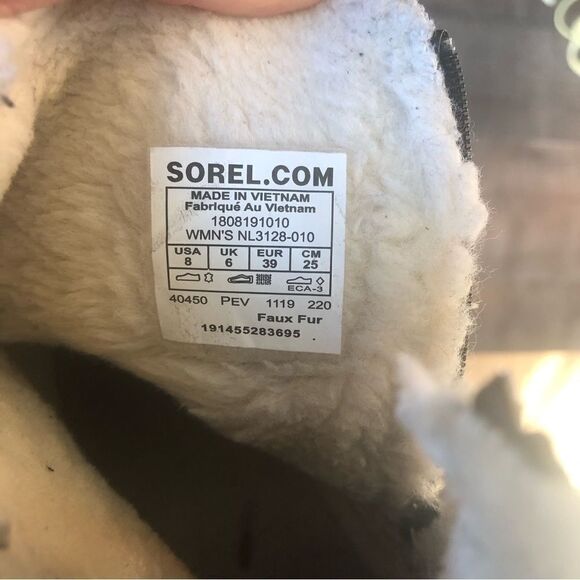 SOREL.COM
MADE IN VIETNAM
Fabriqué Au Vietnam
1808191010
WMN'S NL3128-010
USA UK EUR CM
8 6 39 25
ECA-3
40450 PEV 1119 220
Faux Fur
191455283695